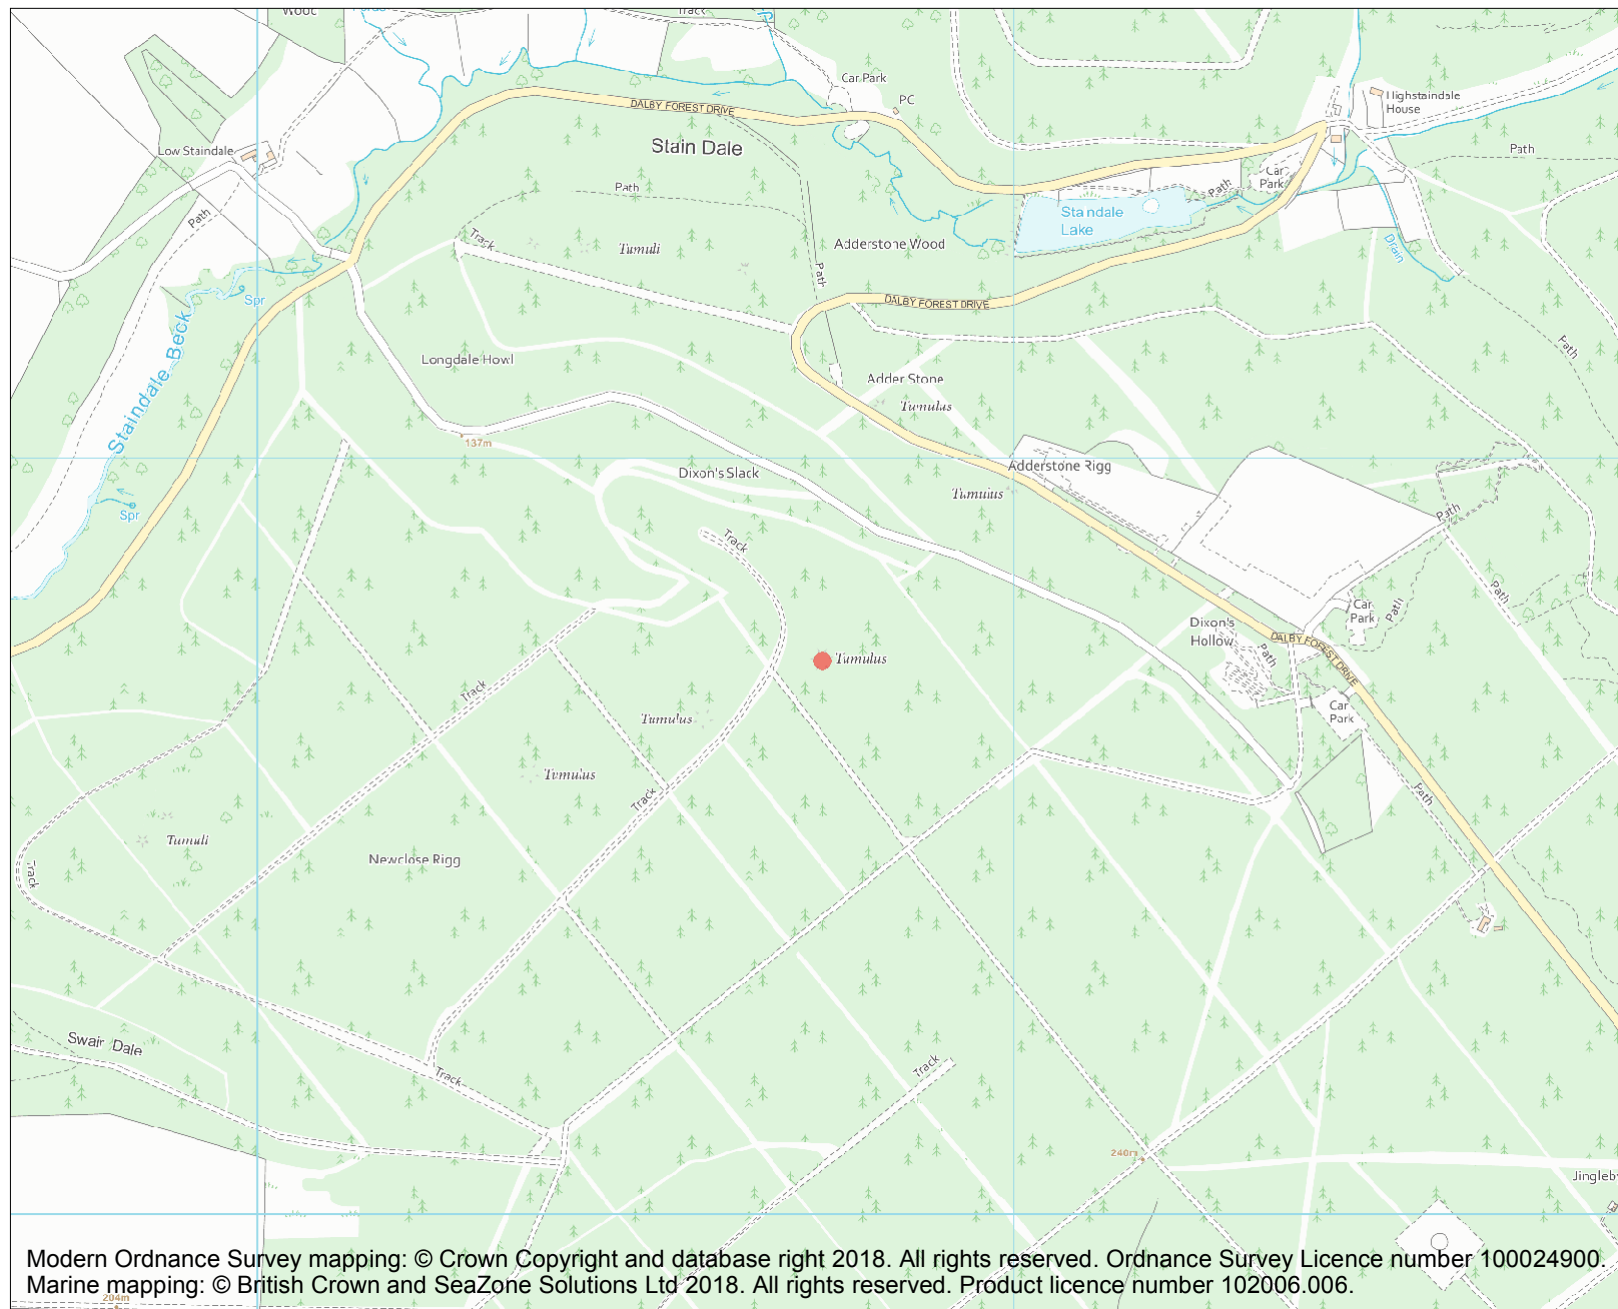 Track
Car Park
PC
DALBY FOREST DRIVE
Highstaindale
House
Low Staindale
Stain Dale
Path
Car
Park
Path
Path
Path
Path
Staindale
Lake
Track
Tumuli
Adderstone Wood
Path
Drain
Spr
DALBY FOREST DRIVE
Staindale Beck
Longdale Howl
Path
Adder Stone
Tumulus
137m
Dixon's Slack
Adderstone Rigg
Tumulus
Spr
Path
Track
Path
Car
Park
Path
Dixon's
Hollow
DALBY FOREST DRIVE
Path
Tumulus
Track
Car
Park
Tumulus
Tumulus
Track
Path
Tumuli
Newclose Rigg
Track
Swair Dale
Track
Track
240m
Jingleby
Modern Ordnance Survey mapping: © Crown Copyright and database right 2018. All rights reserved. Ordnance Survey Licence number 100024900.
Marine mapping: © British Crown and SeaZone Solutions Ltd 2018. All rights reserved. Product licence number 102006.006.
204m